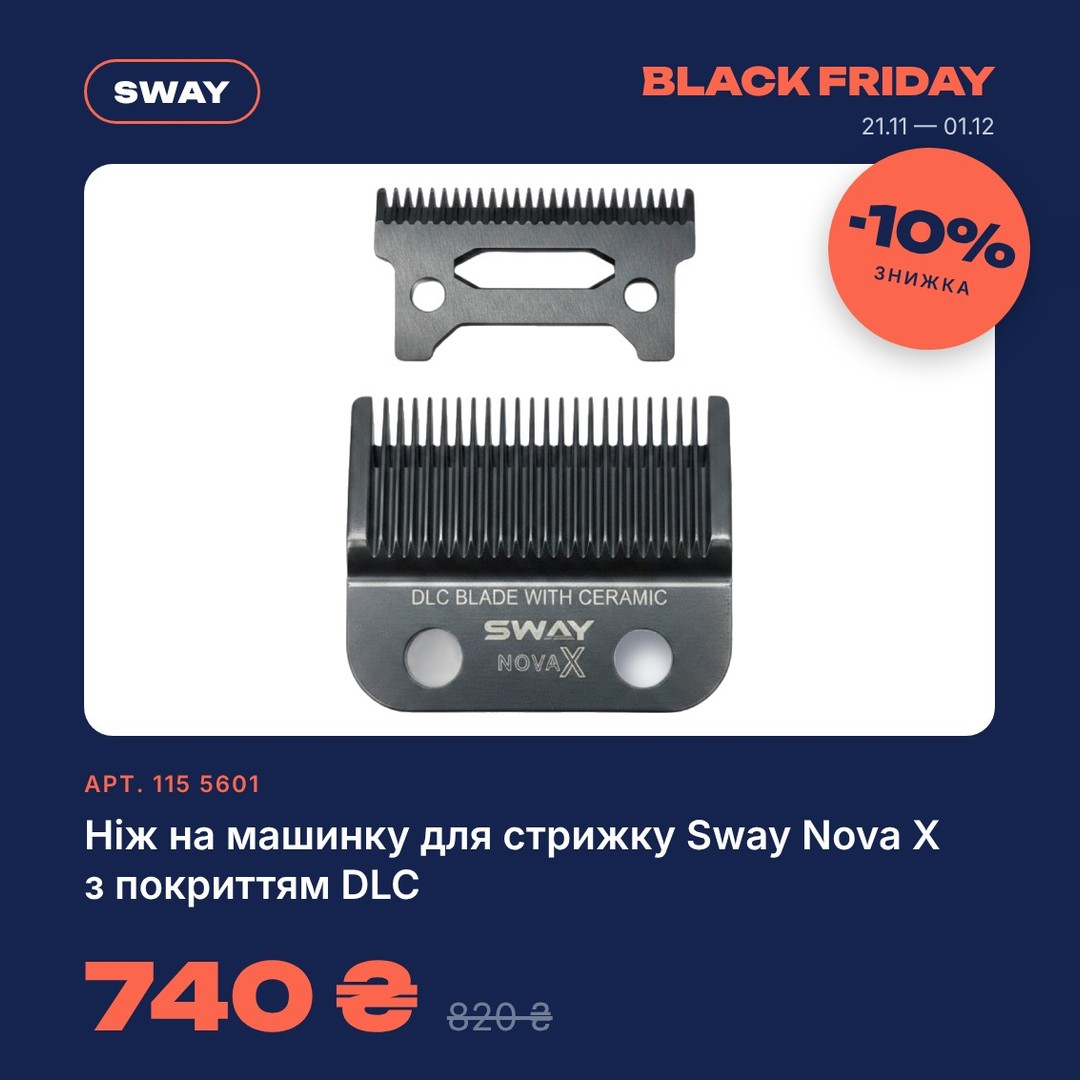 SWAY
BLACK FRIDAY
21.11 — 01.12
-10%
ЗНИЖКА
DLC BLADE WITH CERAMIC
SWAY
NOVAX
АРТ. 115 5601
Ніж на машинку для стрижку Sway Nova X
з покриттям DLC
740 ₴ 820 ₴